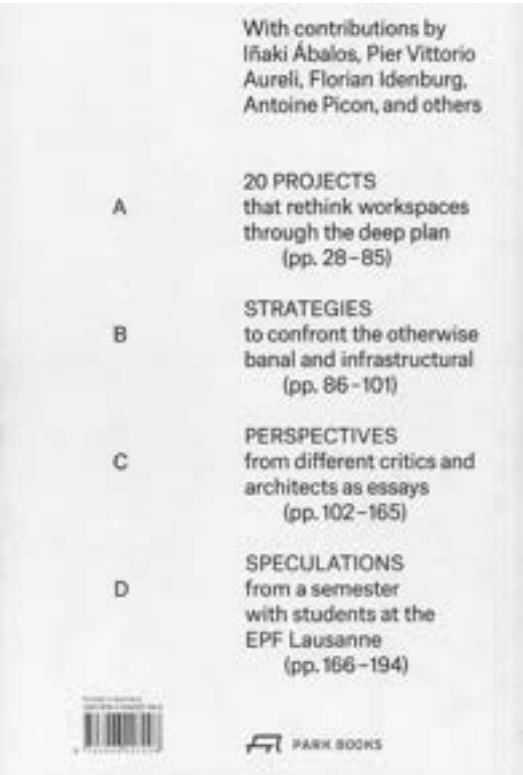 With contributions by
Iñaki Ábalos, Pier Vittorio
Aureli, Florian Idenburg,
Antoine Picon, and others
A
20 PROJECTS
that rethink workspaces
through the deep plan
(pp. 28–85)
B
STRATEGIES
to confront the otherwise
banal and infrastructural
(pp. 86–101)
C
PERSPECTIVES
from different critics and
architects as essays
(pp. 102–165)
D
SPECULATIONS
from a semester
with students at the
EPF Lausanne
(pp. 166–194)
PARK BOOKS